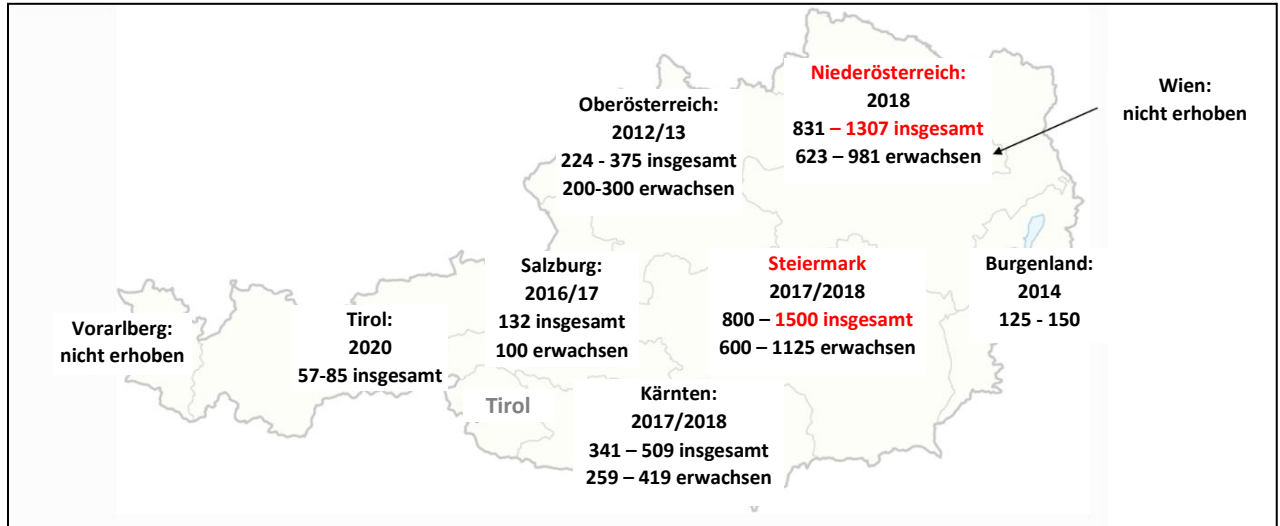 Niederösterreich:
2018
831 – 1307 insgesamt
623 – 981 erwachsen
Wien:
nicht erhoben
Oberösterreich:
2012/13
224 - 375 insgesamt
200-300 erwachsen
Salzburg:
2016/17
132 insgesamt
100 erwachsen
Steiermark
2017/2018
800 – 1500 insgesamt
600 – 1125 erwachsen
Burgenland:
2014
125 - 150
Vorarlberg:
nicht erhoben
Tirol:
2020
57-85 insgesamt
Tirol
Kärnten:
2017/2018
341 – 509 insgesamt
259 – 419 erwachsen